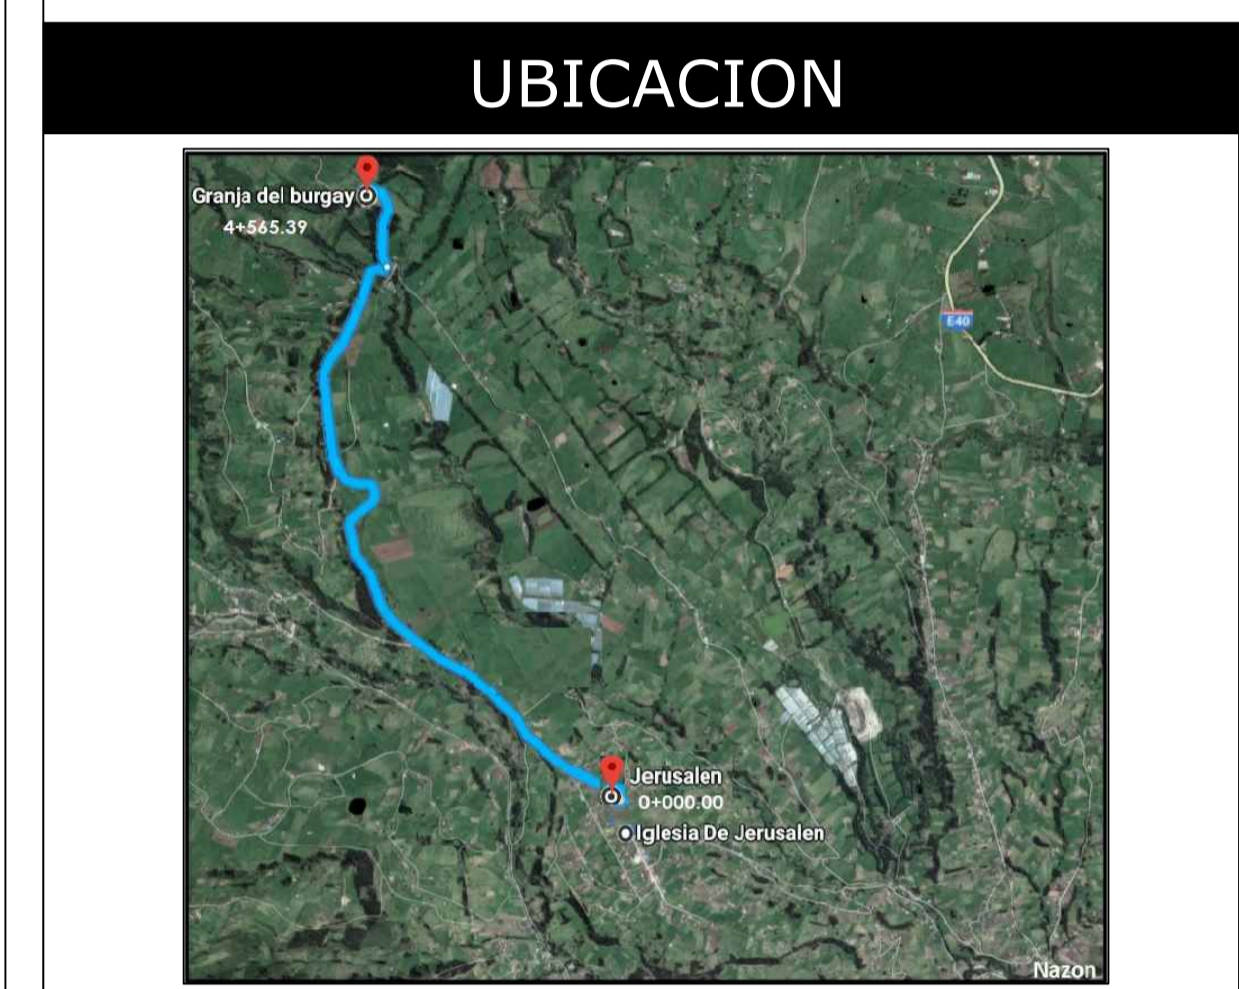 UBICACION
Granja del burgay
4+565.39
E40
Jerusalen
0+000.00
Iglesia De Jerusalen
Nazon